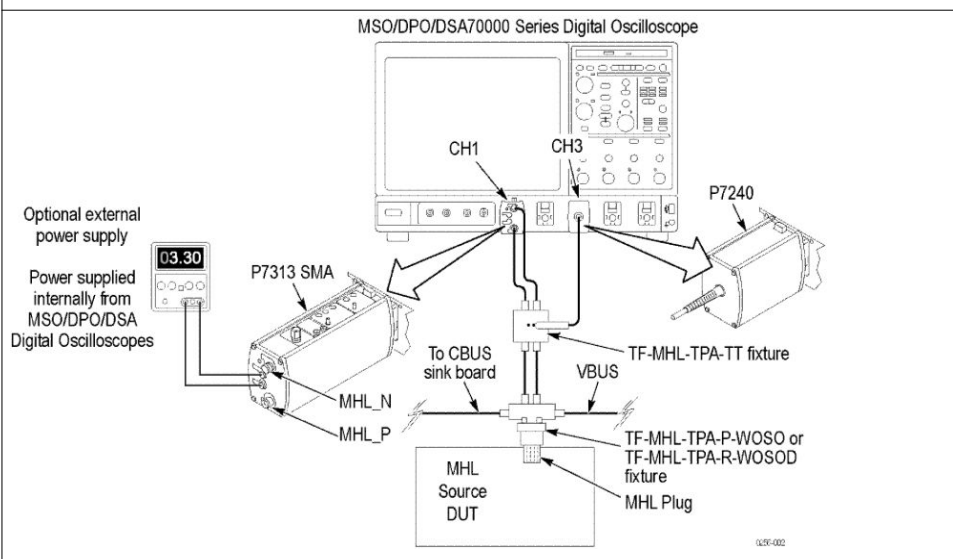 MSO/DPO/DSA70000 Series Digital Oscilloscope
CH1
CH3
P7240
Optional external
power supply
03.30
Power supplied
internally from
MSO/DPO/DSA
Digital Oscilloscopes
P7313 SMA
MHL_N
MHL_P
TF-MHL-TPA-TT fixture
To CBUS
sink board
VBUS
TF-MHL-TPA-P-WOSO or
TF-MHL-TPA-R-WOSOD
fixture
MHL Plug
MHL
Source
DUT
0256-002